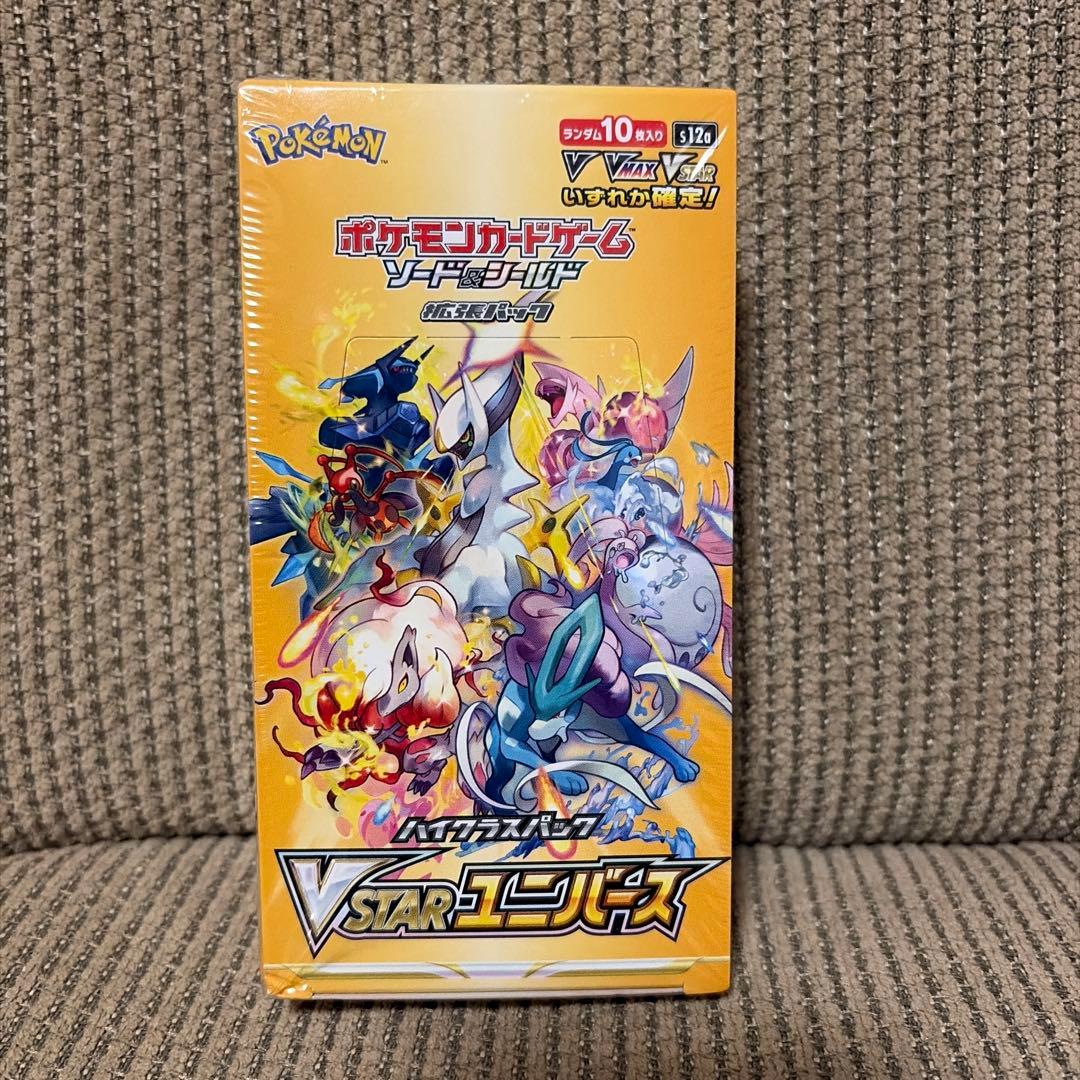 Pokémon™
ランダム10枚入り s12a
V VMAX VSTAR
いずれか確定!
ポケモンカードゲーム™
ソード&シールド
拡張パック
ハイクラスパック
VSTARユニバース